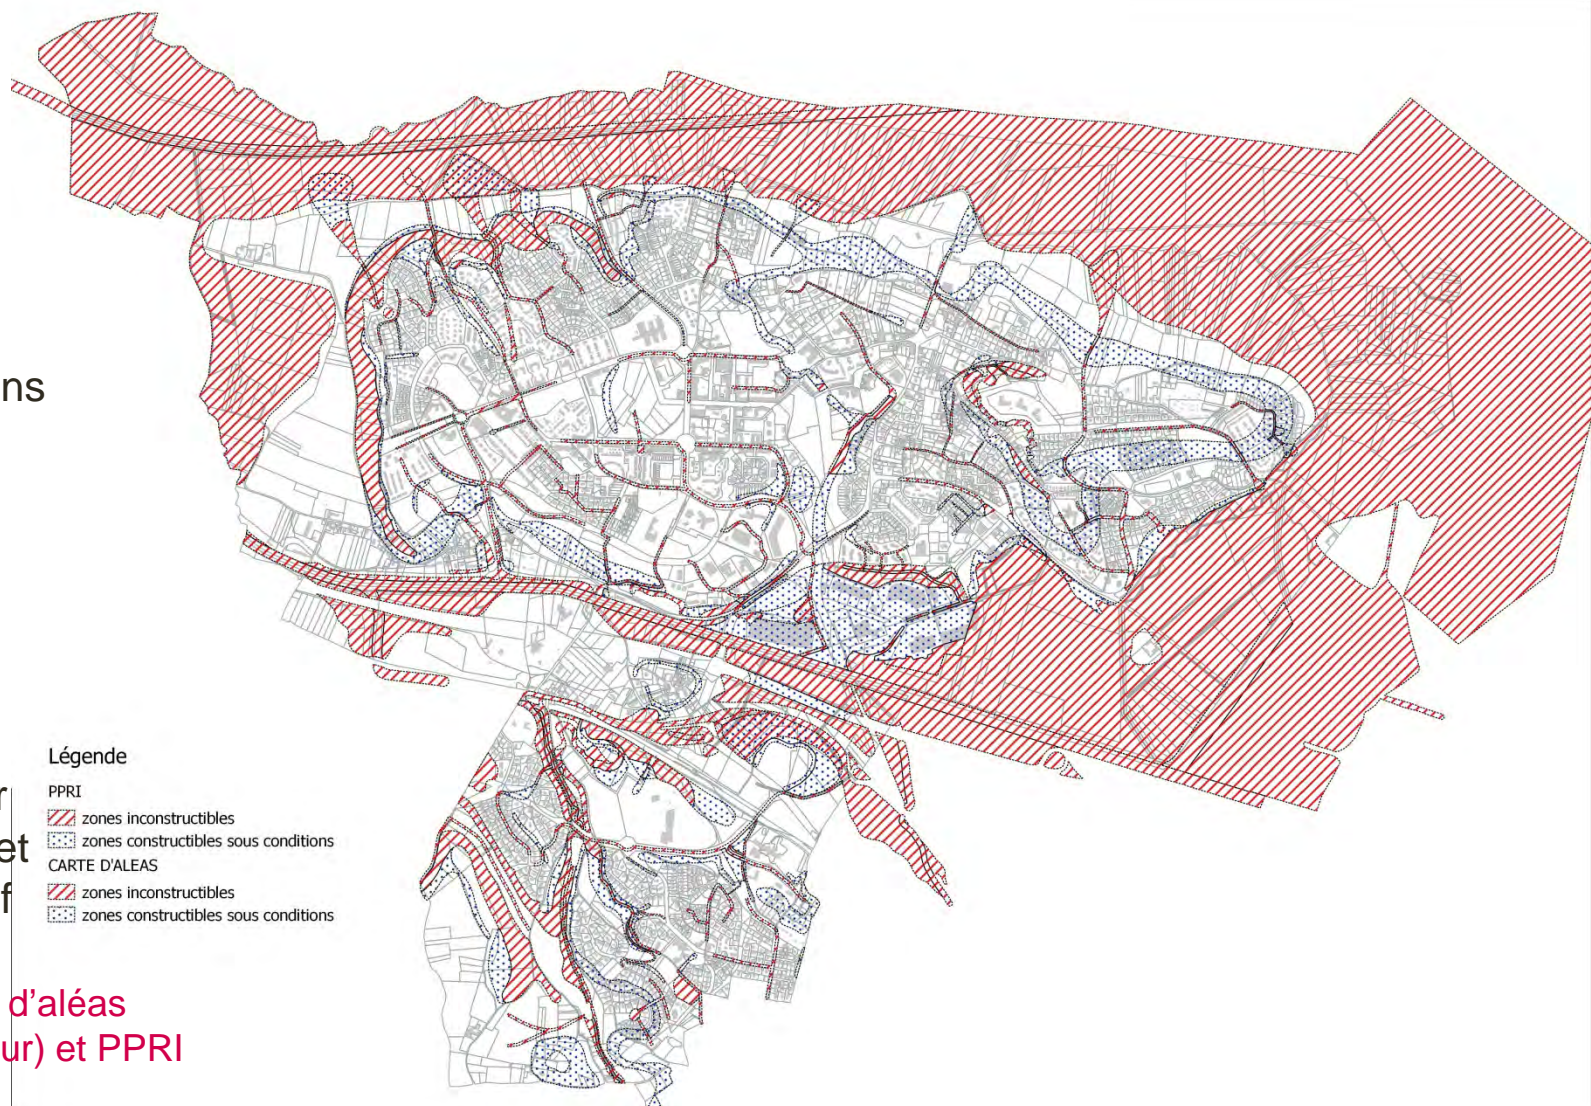 ns
Légende
PPRI
zones inconstructibles
zones constructibles sous conditions
CARTE D'ALEAS
zones inconstructibles
zones constructibles sous conditions
r
et
f
d'aléas
ur) et PPRI